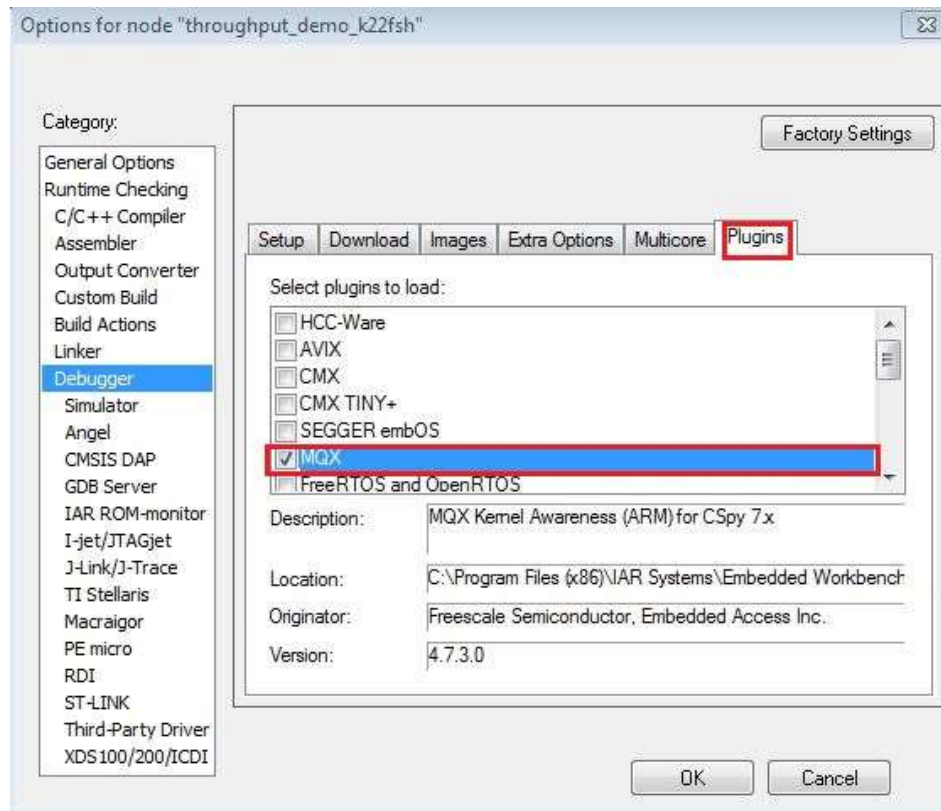 Options for node "throughput_demo_k22fsh"
Category:
Factory Settings
General Options
Runtime Checking
C/C++ Compiler
Assembler
Output Converter
Custom Build
Build Actions
Linker
Debugger
Simulator
Angel
CMSIS DAP
GDB Server
IAR ROM-monitor
I-jet/JTAGjet
J-Link/J-Trace
TI Stellaris
Macraigor
PE micro
RDI
ST-LINK
Third-Party Driver
XDS100/200/ICDI
Setup Download Images Extra Options Multicore Plugins
Select plugins to load:
HCC-Ware
AVIX
CMX
CMX TINY+
SEGGER embOS
MQX
FreeRTOS and OpenRTOS
Description: MQX Kernel Awareness (ARM) for CSpy 7.x
Location: C:\Program Files (x86)\IAR Systems\Embedded Workbench
Originator: Freescale Semiconductor, Embedded Access Inc.
Version: 4.7.3.0
OK Cancel